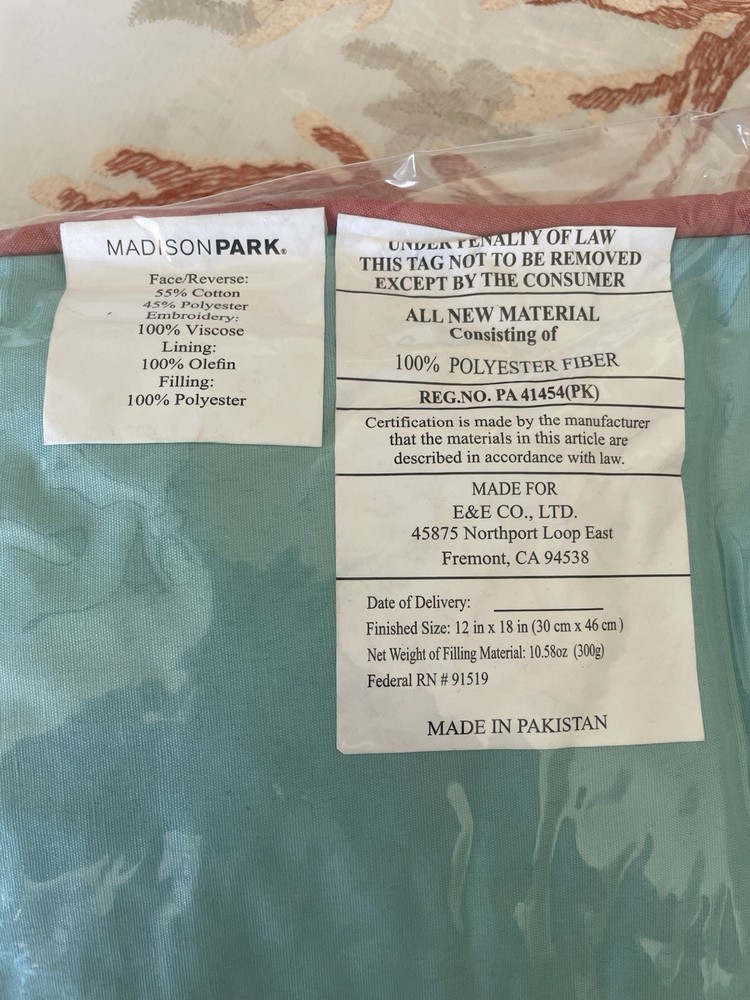 MADISONPARK®
Face/Reverse:
55% Cotton
45% Polyester
Embroidery:
100% Viscose
Lining:
100% Olefin
Filling:
100% Polyester
UNDER PENALTY OF LAW
THIS TAG NOT TO BE REMOVED
EXCEPT BY THE CONSUMER
ALL NEW MATERIAL
Consisting of
100% POLYESTER FIBER
REG.NO. PA 41454(PK)
Certification is made by the manufacturer
that the materials in this article are
described in accordance with law.
MADE FOR
E&E CO., LTD.
45875 Northport Loop East
Fremont, CA 94538
Date of Delivery:
Finished Size: 12 in x 18 in (30 cm x 46 cm )
Net Weight of Filling Material: 10.58oz (300g)
Federal RN # 91519
MADE IN PAKISTAN